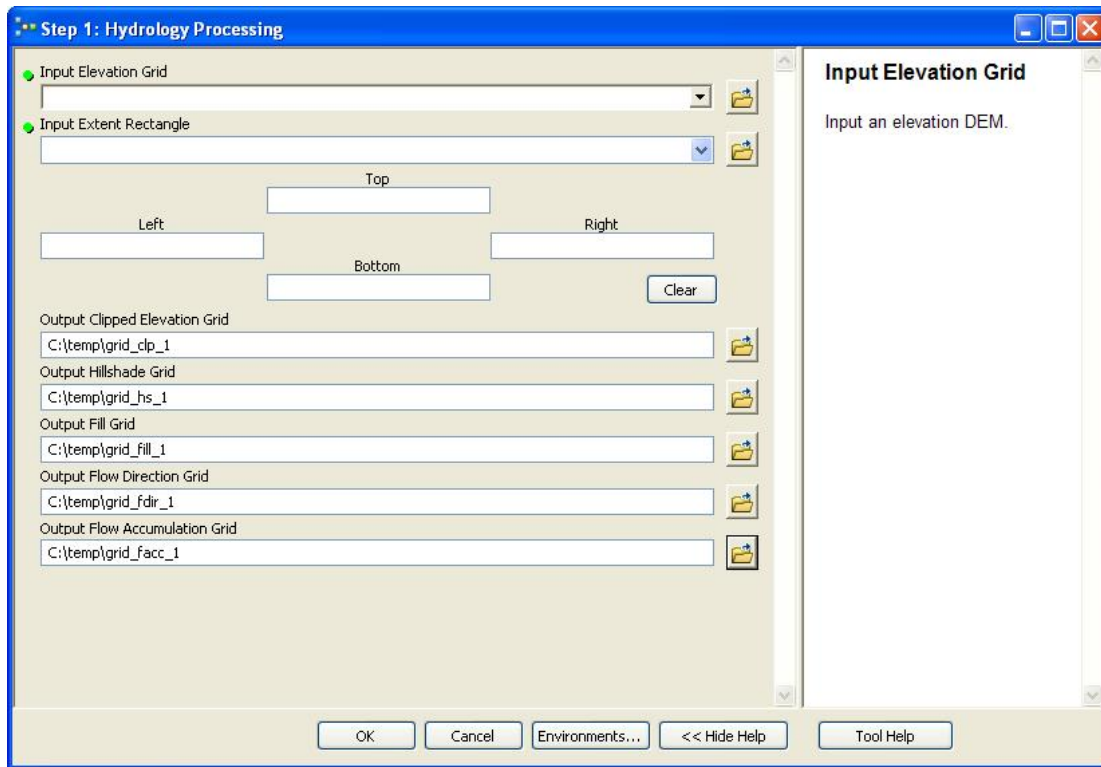 Step 1: Hydrology Processing
Input Elevation Grid
Input Extent Rectangle
Top
Left
Right
Bottom
Clear
Output Clipped Elevation Grid
C:\temp\grid_clp_1
Output Hillshade Grid
C:\temp\grid_hs_1
Output Fill Grid
C:\temp\grid_fill_1
Output Flow Direction Grid
C:\temp\grid_fdir_1
Output Flow Accumulation Grid
C:\temp\grid_facc_1
Input Elevation Grid
Input an elevation DEM.
OK
Cancel
Environments...
<< Hide Help
Tool Help